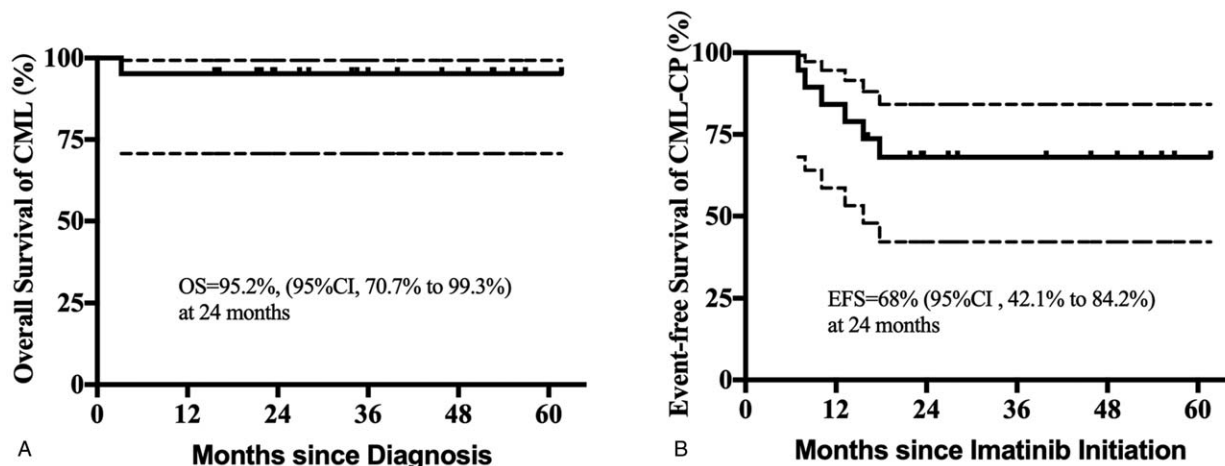 Overall Survival of CML (%)
100
75
50
25
0
OS=95.2%, (95%CI, 70.7% to 99.3%)
at 24 months
0 12 24 36 48 60
Months since Diagnosis
A
Event-free Survival of CML-CP (%)
100
75
50
25
0
EFS=68% (95%CI , 42.1% to 84.2%)
at 24 months
0 12 24 36 48 60
Months since Imatinib Initiation
B